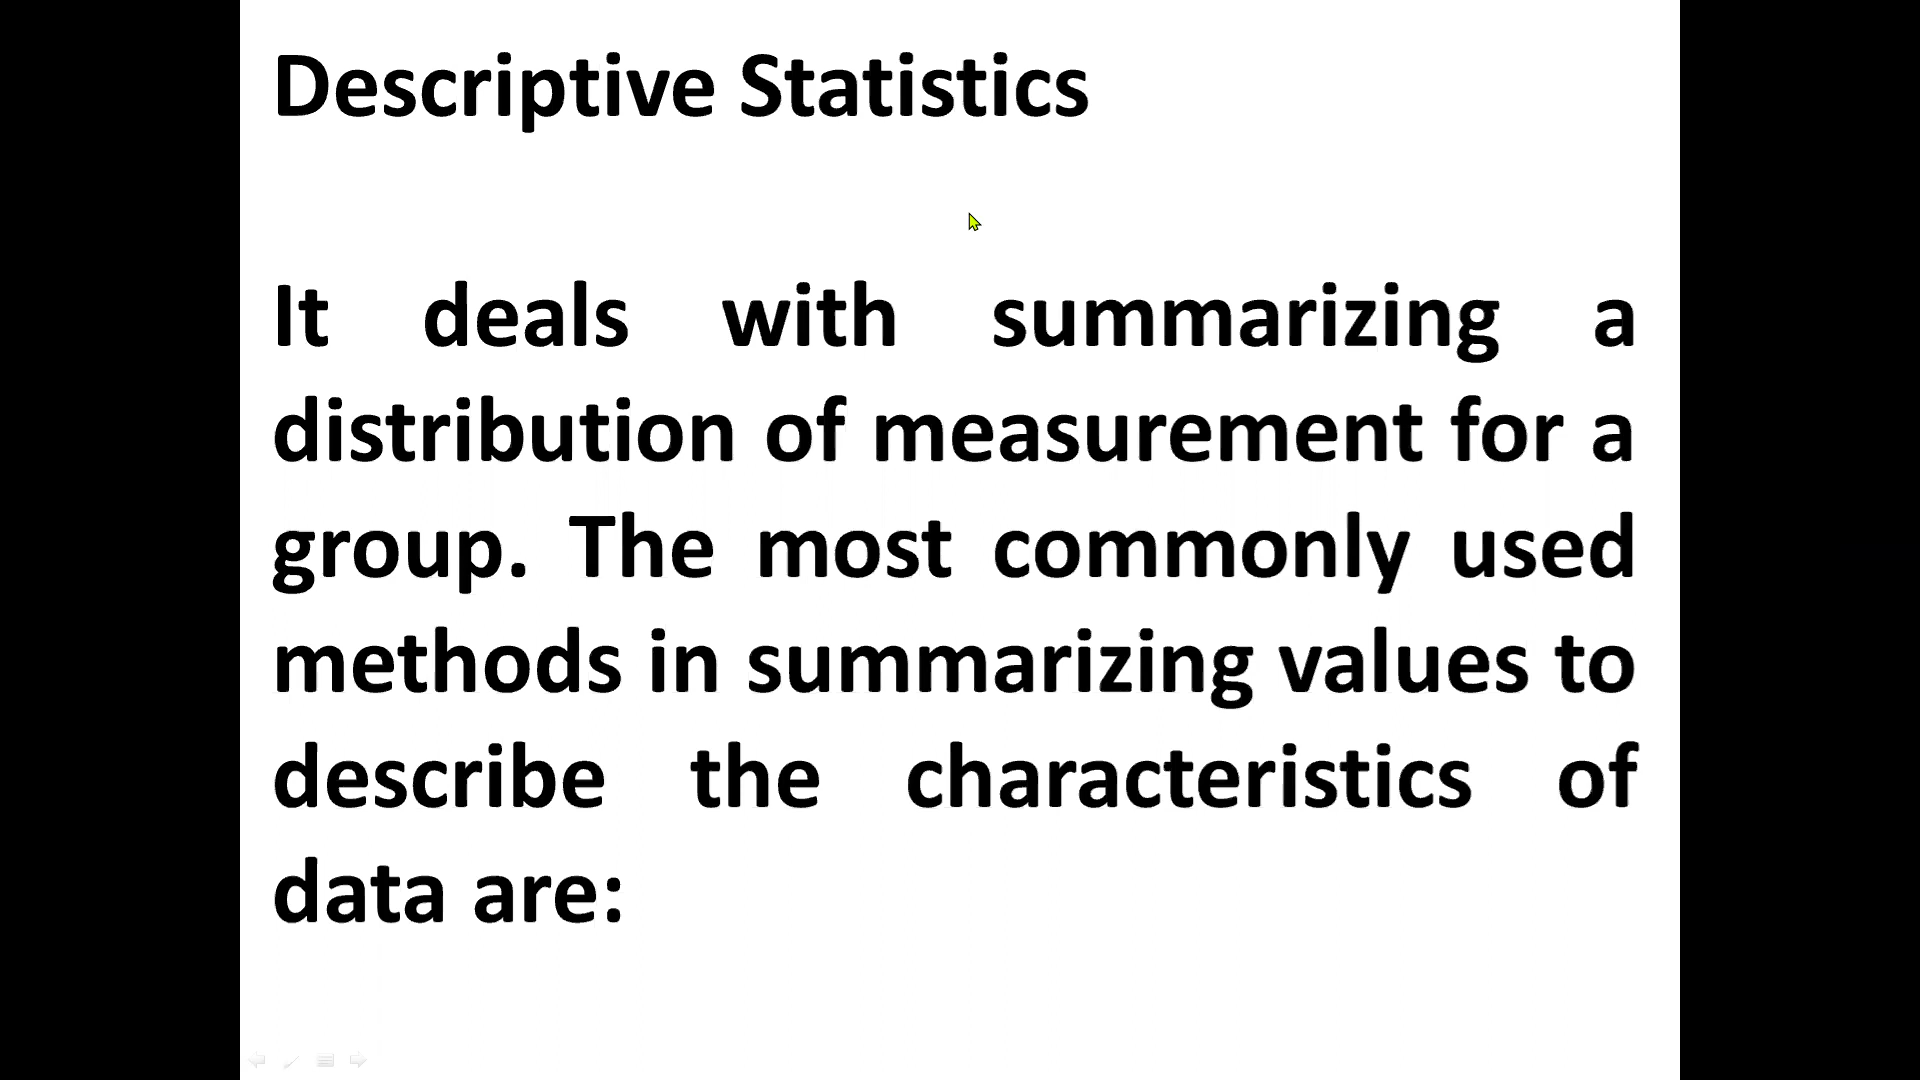 Descriptive Statistics
It deals with summarizing a
distribution of measurement for a
group. The most commonly used
methods in summarizing values to
describe the characteristics of
data are: